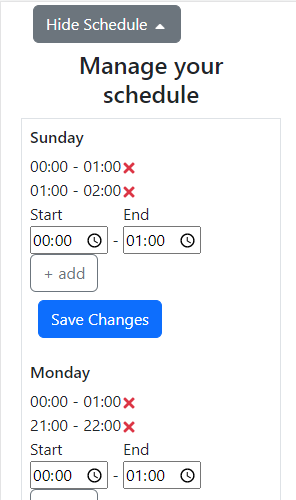 Hide Schedule
Manage your
schedule
Sunday
00:00 - 01:00
01:00 - 02:00
Start End
00:00 - 01:00
+ add
Save Changes
Monday
00:00 - 01:00
21:00 - 22:00
Start End
00:00 - 01:00